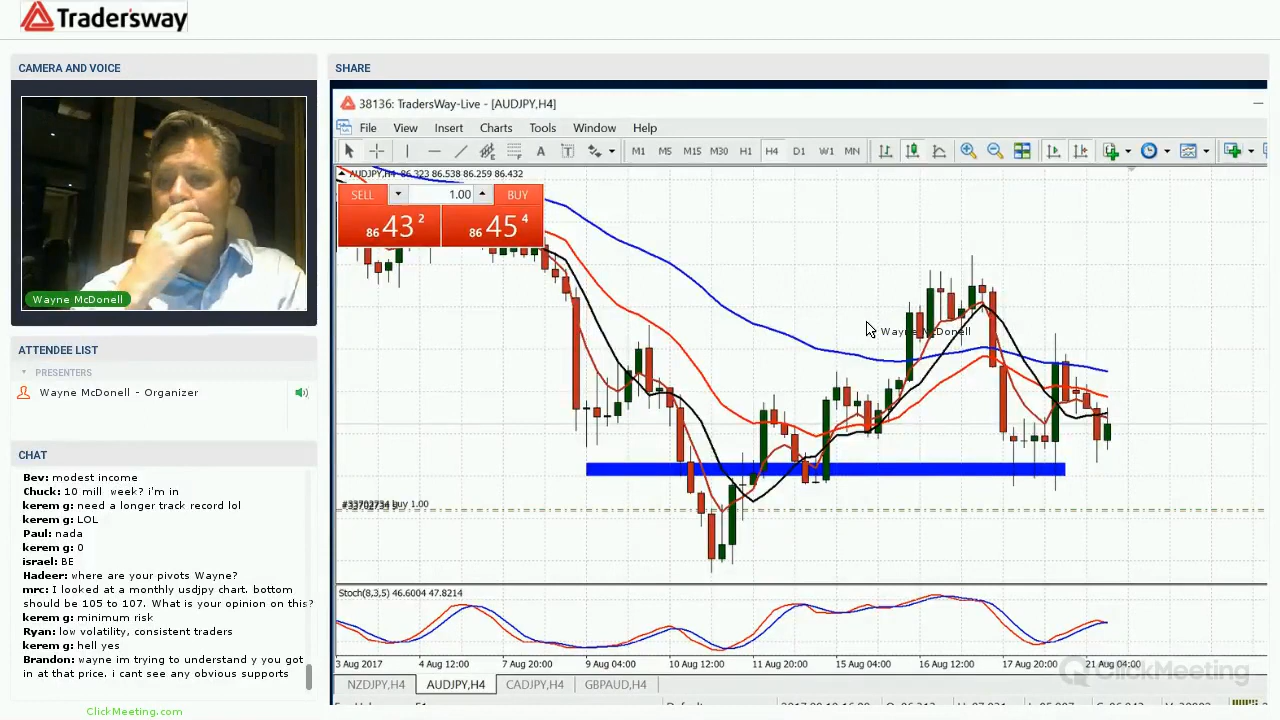 Tradersway
CAMERA AND VOICE
Wayne McDonell
ATTENDEE LIST
PRESENTERS
Wayne McDonell - Organizer
CHAT
Bev: modest income
Chuck: 10 mill week? i'm in
kerem g: need a longer track record lol
kerem g: LOL
Paul: nada
kerem g: 0
israel: BE
Hadeer: where are your pivots Wayne?
mrc: I looked at a monthly usdjpy chart. bottom
should be 105 to 107. What is your opinion on this?
kerem g: minimum risk
Ryan: low volatility, consistent traders
kerem g: hell yes
Brandon: wayne im trying to understand y you got
in at that price. i cant see any obvious supports
ClickMeeting.com
SHARE
38136: TradersWay-Live - [AUDJPY,H4]
File View Insert Charts Tools Window Help
M1 M5 M15 M30 H1 H4 D1 W1 MN
AUDJPY,H4 86.323 86.538 86.259 86.432
SELL 1.00 BUY
86 43 2 86 45 4
Wayne McDonell
#33702734 buy 1.00
Stoch(8,3,5) 46.6004 47.8214
3 Aug 2017 4 Aug 12:00 7 Aug 20:00 9 Aug 04:00 10 Aug 12:00 11 Aug 20:00 15 Aug 04:00 16 Aug 12:00 17 Aug 20:00 21 Aug 04:00
ClickMeeting
NZDJPY,H4 AUDJPY,H4 CADJPY,H4 GBPAUD,H4